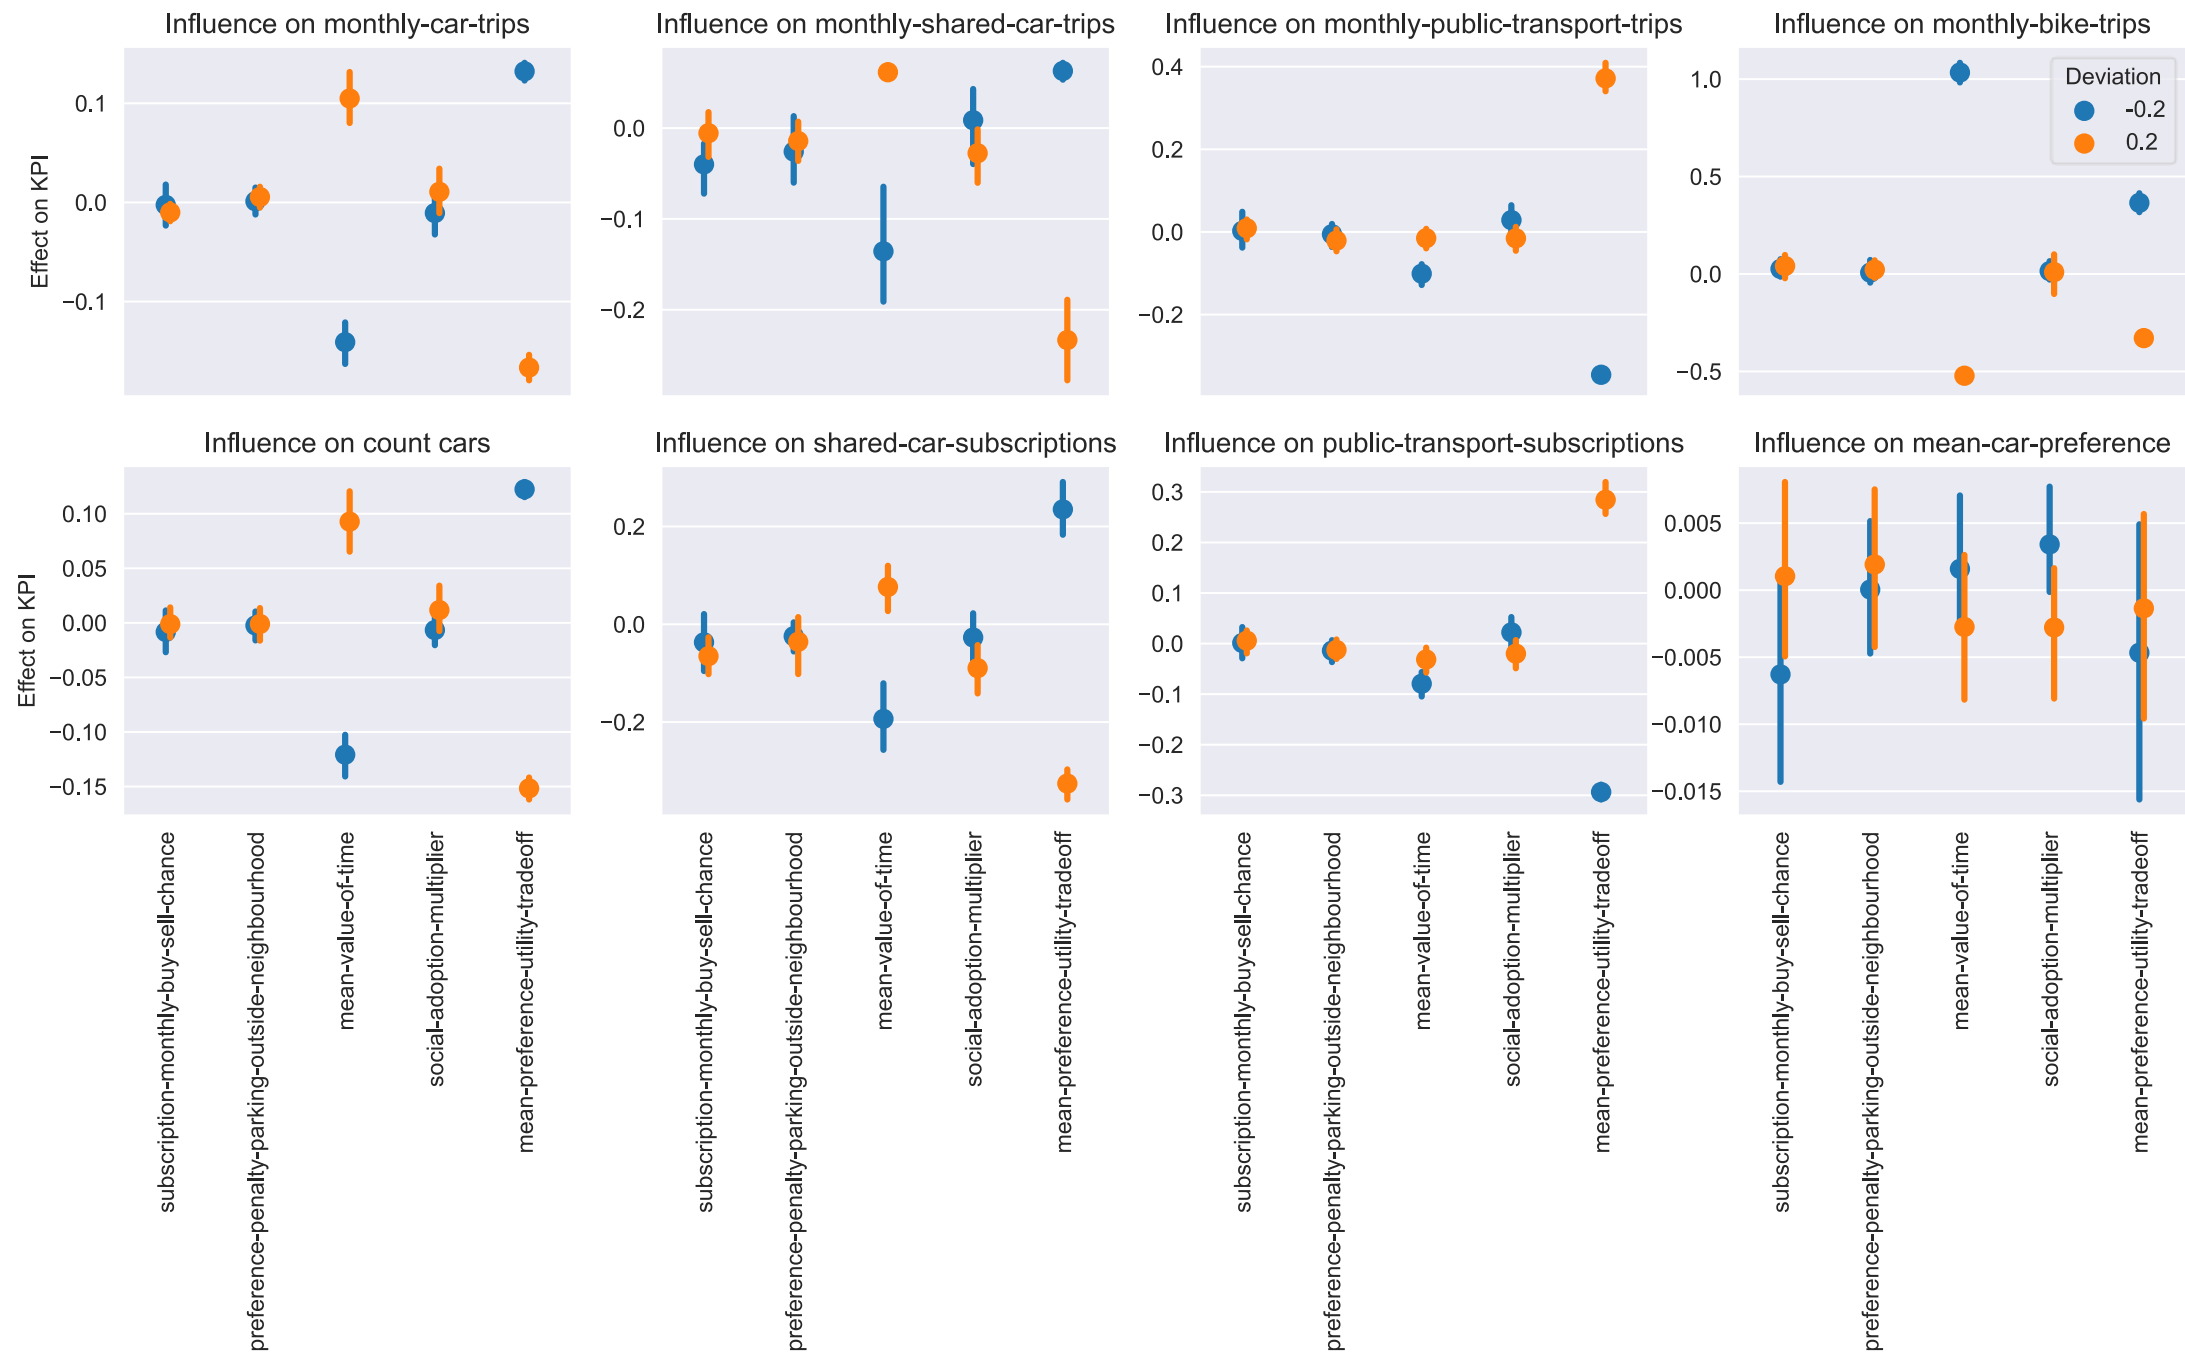 Influence on monthly-car-trips
Influence on monthly-shared-car-trips
Influence on monthly-public-transport-trips
Influence on monthly-bike-trips
Effect on KPI
0.1
0.0
−0.1
0.0
−0.1
−0.2
0.4
0.2
0.0
−0.2
1.0
0.5
0.0
−0.5
Deviation
-0.2
0.2
Influence on count cars
Influence on shared-car-subscriptions
Influence on public-transport-subscriptions
Influence on mean-car-preference
Effect on KPI
0.10
0.05
0.00
−0.05
−0.10
−0.15
0.2
0.0
−0.2
0.3
0.2
0.1
0.0
−0.1
−0.2
−0.3
0.005
0.000
−0.005
−0.010
−0.015
subscription-monthly-buy-sell-chance
preference-penalty-parking-outside-neighbourhood
mean-value-of-time
social-adoption-multiplier
mean-preference-utility-tradeoff
subscription-monthly-buy-sell-chance
preference-penalty-parking-outside-neighbourhood
mean-value-of-time
social-adoption-multiplier
mean-preference-utility-tradeoff
subscription-monthly-buy-sell-chance
preference-penalty-parking-outside-neighbourhood
mean-value-of-time
social-adoption-multiplier
mean-preference-utility-tradeoff
subscription-monthly-buy-sell-chance
preference-penalty-parking-outside-neighbourhood
mean-value-of-time
social-adoption-multiplier
mean-preference-utility-tradeoff